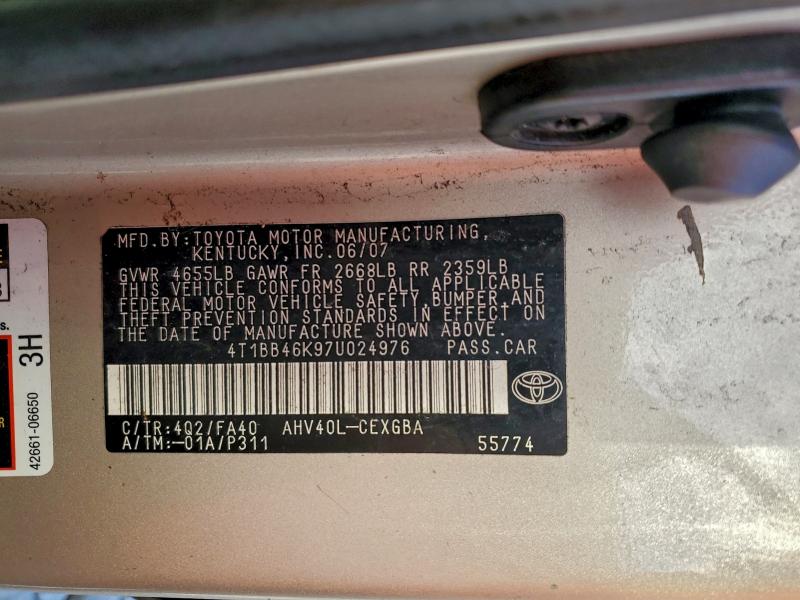 MFD.BY:TOYOTA MOTOR MANUFACTURING,
KENTUCKY,INC.06/07
GVWR 4655LB GAWR FR 2668LB RR 2359LB
THIS VEHICLE CONFORMS TO ALL APPLICABLE
FEDERAL MOTOR VEHICLE SAFETY,BUMPER,AND
THEFT PREVENTION STANDARDS IN EFFECT ON
THE DATE OF MANUFACTURE SHOWN ABOVE.
4T1BB46K97U024976 PASS.CAR
C/TR:4Q2/FA40 AHV40L-CEXGBA
A/TM:-01A/P311 55774
3H
42661-06650